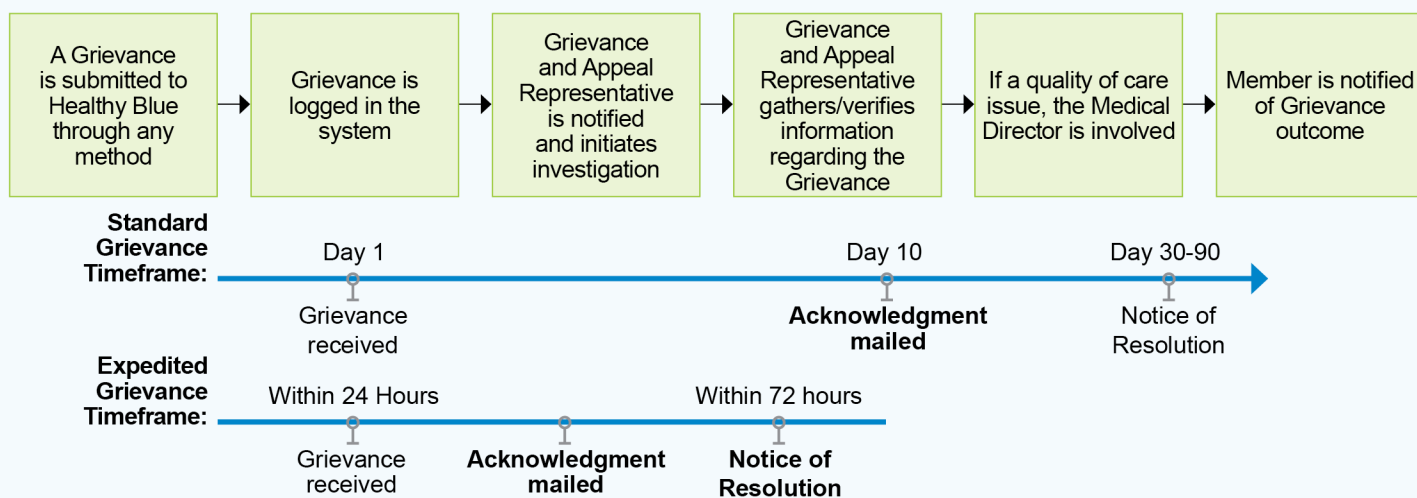 A Grievance
is submitted to
Healthy Blue
through any
method
Grievance is
logged in the
system
Grievance
and Appeal
Representative
is notified
and initiates
investigation
Grievance
and Appeal
Representative
gathers/verifies
information
regarding the
Grievance
If a quality of care
issue, the Medical
Director is involved
Member is notified
of Grievance
outcome
Standard
Grievance
Timeframe:
Day 1
Day 10
Day 30-90
Grievance
received
Acknowledgment
mailed
Notice of
Resolution
Expedited
Grievance
Timeframe:
Within 24 Hours
Within 72 hours
Grievance
received
Acknowledgment
mailed
Notice of
Resolution